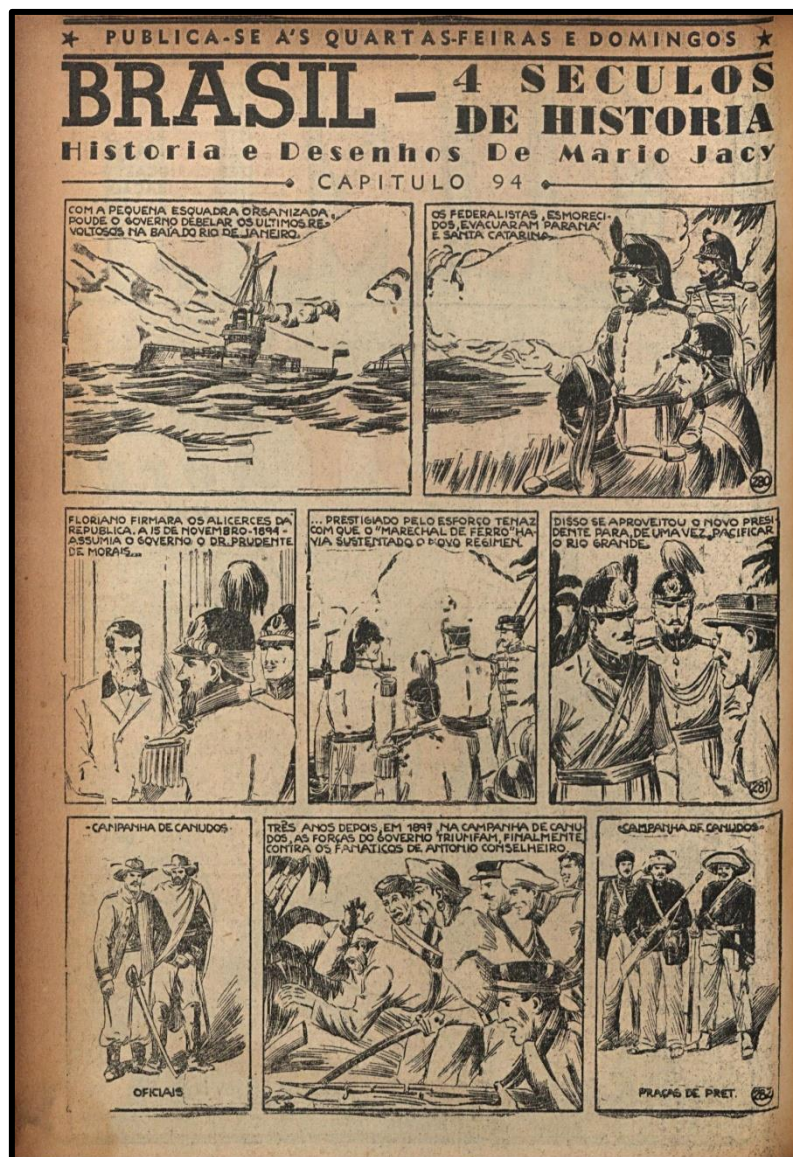 ★ PUBLICA-SE A'S QUARTAS-FEIRAS E DOMINGOS ★
BRASIL – 4 SECULOS
DE HISTORIA
Historia e Desenhos De Mario Jacy
CAPITULO 94
COM A PEQUENA ESQUADRA ORGANIZADA,
POUDE O GOVERNO DEBELAR OS ULTIMOS RE-
VOLTOSOS NA BAÍA DO RIO DE JANEIRO.
OS FEDERALISTAS, ESMORECI-
DOS, EVACUARAM PARANÁ
E SANTA CATARINA.
280
FLORIANO FIRMARA OS ALICERCES DA
REPUBLICA. A 15 DE NOVEMBRO-1894-
ASSUMIA O GOVERNO O DR. PRUDENTE
DE MORAIS...
... PRESTIGIADO PELO ESFORÇO TENAZ
COM QUE O "MARECHAL DE FERRO" HA-
VIA SUSTENTADO O NOVO REGIMEN.
DISSO SE APROVEITOU O NOVO PRESI-
DENTE PARA, DE UMA VEZ, PACIFICAR
O RIO GRANDE.
281
-CAMPANHA DE CANUDOS-
OFICIAIS
TRÊS ANOS DEPOIS, EM 1897, NA CAMPANHA DE CANU-
DOS, AS FORÇAS DO GOVERNO TRIUNFAM, FINALMENTE,
CONTRA OS FANATICOS DE ANTONIO CONSELHEIRO.
-CAMPANHA DE CANUDOS-
PRAÇAS DE PRET.
282